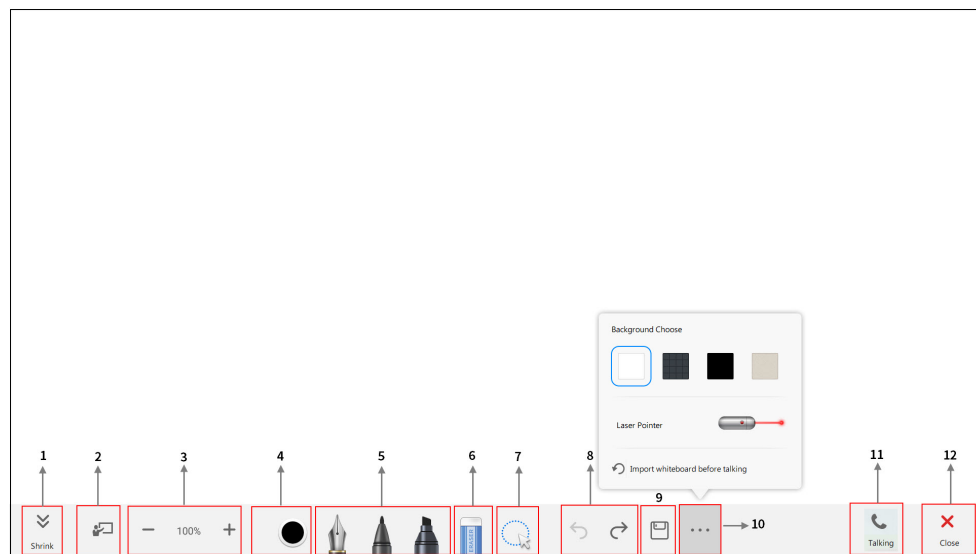 Background Choose
Laser Pointer
Import whiteboard before talking
1
2
3
4
5
6
7
8
9
10
11
12
Shrink
100%
ERASER
Talking
Close